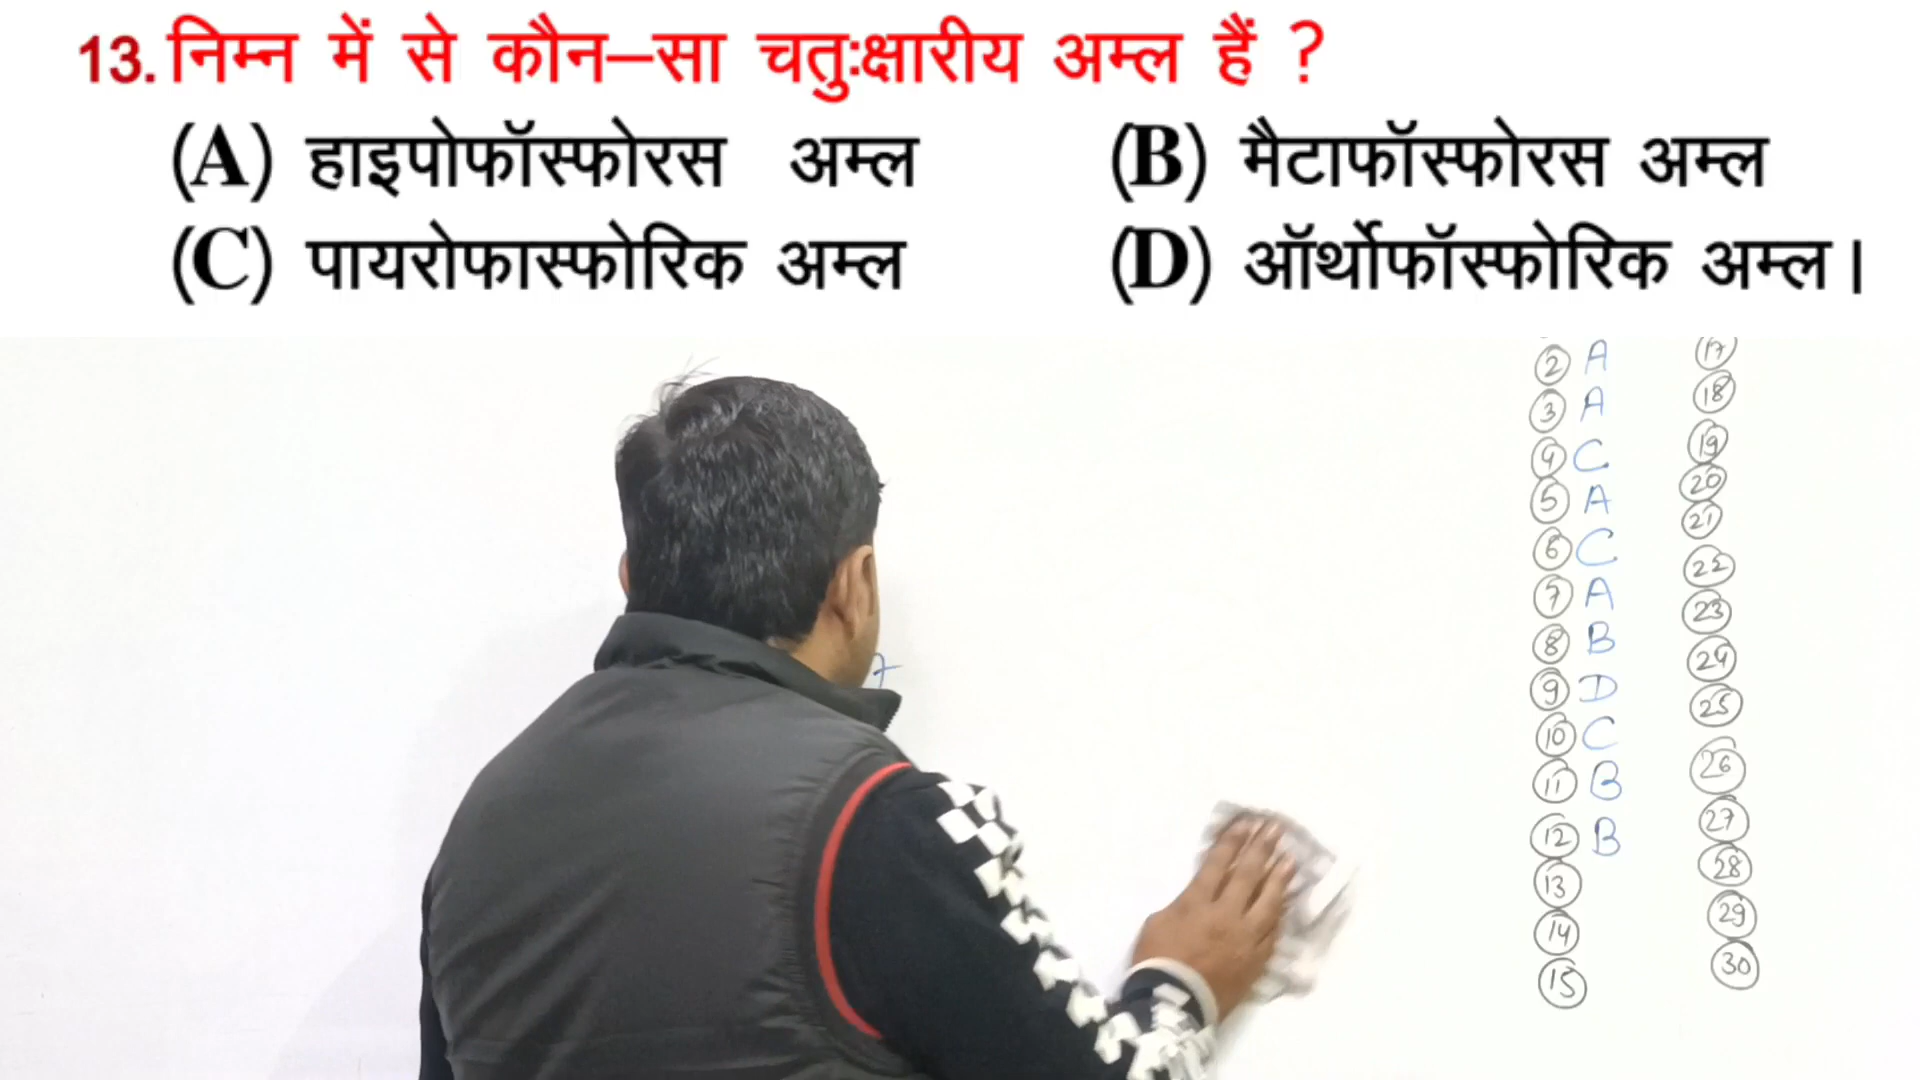 13. निम्न में से कौन–सा चतुःक्षारीय अम्ल हैं ?
(A) हाइपोफॉस्फोरस अम्ल (B) मैटाफॉस्फोरस अम्ल
(C) पायरोफास्फोरिक अम्ल (D) ऑर्थोफॉस्फोरिक अम्ल।
2 A 17
3 A 18
4 C 19
5 A 20
6 C 21
7 A 22
8 B 23
9 D 24
10 C 25
11 B 26
12 B 27
13 28
14 29
15 30
7